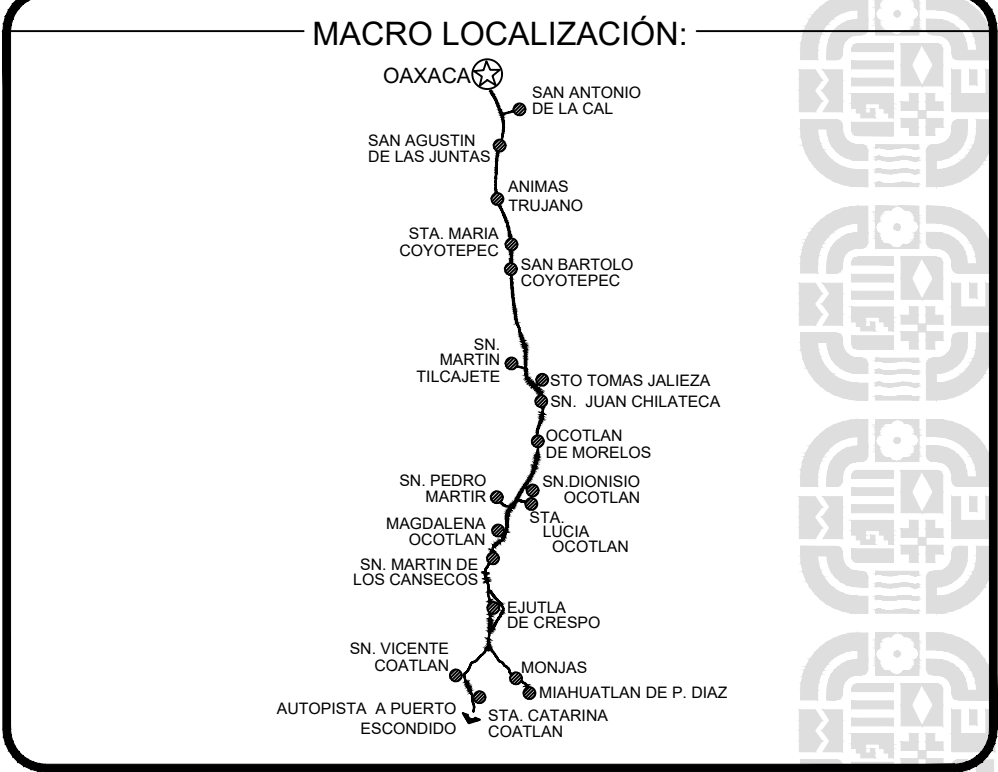 MACRO LOCALIZACIÓN:
OAXACA
SAN ANTONIO
DE LA CAL
SAN AGUSTIN
DE LAS JUNTAS
ANIMAS
TRUJANO
STA. MARIA
COYOTEPEC
SAN BARTOLO
COYOTEPEC
SN.
MARTIN
TILCAJETE
STO TOMAS JALIEZA
SN. JUAN CHILATECA
OCOTLAN
DE MORELOS
SN. PEDRO
MARTIR
SN.DIONISIO
OCOTLAN
STA.
LUCIA
OCOTLAN
MAGDALENA
OCOTLAN
SN. MARTIN DE
LOS CANSECOS
EJUTLA
DE CRESPO
SN. VICENTE
COATLAN
MONJAS
MIAHUATLAN DE P. DIAZ
AUTOPISTA A PUERTO
ESCONDIDO
STA. CATARINA
COATLAN